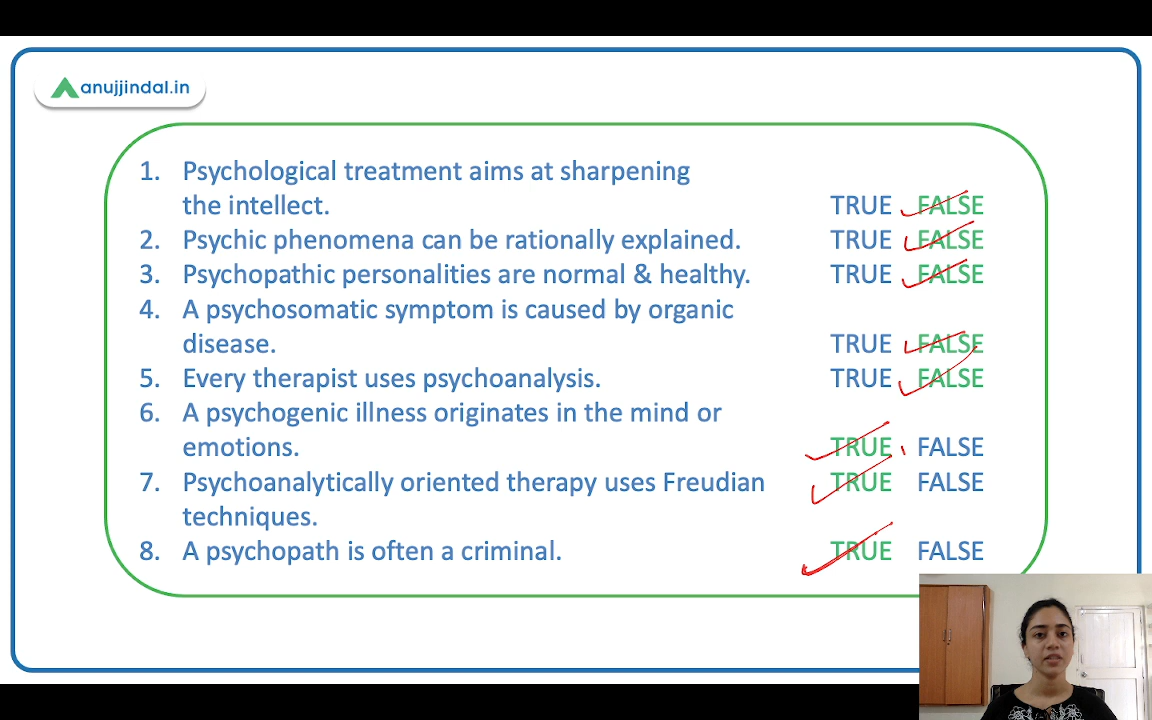 anujjindal.in
1. Psychological treatment aims at sharpening
the intellect. TRUE FALSE
2. Psychic phenomena can be rationally explained. TRUE FALSE
3. Psychopathic personalities are normal & healthy. TRUE FALSE
4. A psychosomatic symptom is caused by organic
disease. TRUE FALSE
5. Every therapist uses psychoanalysis. TRUE FALSE
6. A psychogenic illness originates in the mind or
emotions. TRUE FALSE
7. Psychoanalytically oriented therapy uses Freudian TRUE FALSE
techniques.
8. A psychopath is often a criminal. TRUE FALSE